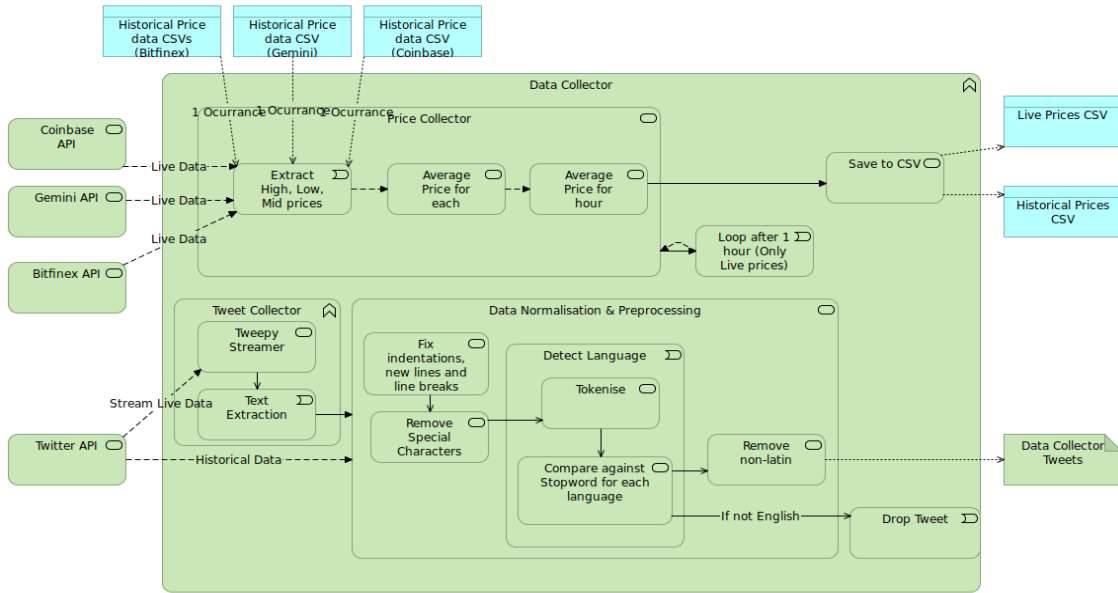 Historical Price
data CSVs
(Bitfinex)
Historical Price
data CSV
(Gemini)
Historical Price
data CSV
(Coinbase)
Data Collector
1 Ocurrance
1 Ocurrance
1 Ocurrance
Price Collector
Coinbase
API
Live Data
Gemini API
Live Data
Bitfinex API
Live Data
Extract
High, Low,
Mid prices
Average
Price for
each
Average
Price for
hour
Save to CSV
Live Prices CSV
Historical Prices
CSV
Loop after 1
hour (Only
Live prices)
Tweet Collector
Tweepy
Streamer
Text
Extraction
Stream Live Data
Twitter API
Historical Data
Data Normalisation & Preprocessing
Fix
indentations,
new lines and
line breaks
Remove
Special
Characters
Detect Language
Tokenise
Compare against
Stopword for each
language
Remove
non-latin
If not English
Drop Tweet
Data Collector
Tweets